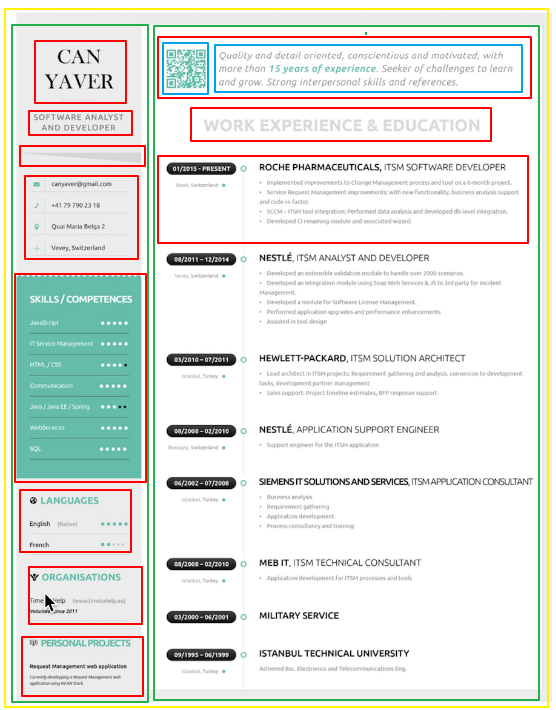 CAN
YAVER
SOFTWARE ANALYST
AND DEVELOPER
canyaver@gmail.com
+41 79 790 23 18
Quai Maria Belga 2
Vevey, Switzerland
SKILLS / COMPETENCES
JavaScript
IT Service Management
HTML / CSS
Communication
Java / Java EE / Spring
WebServices
SQL
LANGUAGES
English (Native)
French
ORGANISATIONS
(www.timetohelp.eu)
since 2011
PERSONAL PROJECTS
Request Management web application
Currently developing a Request Management web
application using MEAN Stack.
Quality and detail oriented, conscientious and motivated, with
more than 15 years of experience. Seeker of challenges to learn
and grow. Strong interpersonal skills and references.
WORK EXPERIENCE & EDUCATION
01/2015 - PRESENT
Basel, Switzerland
ROCHE PHARMACEUTICALS, ITSM SOFTWARE DEVELOPER
• Implemented improvements to Change Management process and tool on a 6-month project.
• Service Request Management improvements: with new functionality, business analysis support
and code re-factor.
• SCCM – ITSM tool integration: Performed data analysis and developed db-level integration.
• Developed CI renaming module and associated wizard.
08/2011 – 12/2014
Vevey, Switzerland
NESTLÉ, ITSM ANALYST AND DEVELOPER
• Developed an extensible validation module to handle over 2000 scenarios.
• Developed an integration module using Soap Web Services & JS to 3rd party for Incident
Management.
• Developed a module for Software License Management.
• Performed application upgrades and performance enhancements
• Assisted in tool design
03/2010 – 07/2011
Istanbul, Turkey
HEWLETT-PACKARD, ITSM SOLUTION ARCHITECT
• Lead architect in ITSM projects: Requirement gathering and analysis, conversion to development
tasks, development partner management
• Sales support: Project timeline estimates, RFP response support
08/2008 – 02/2010
Bussigny, Switzerland
NESTLÉ, APPLICATION SUPPORT ENGINEER
• Support engineer for the ITSM application
06/2002 – 07/2008
Istanbul, Turkey
SIEMENS IT SOLUTIONS AND SERVICES, ITSM APPLICATION CONSULTANT
• Business analysis
• Requirement gathering
• Application development
• Process consultancy and training
08/2008 – 02/2010
Istanbul, Turkey
MEB IT, ITSM TECHNICAL CONSULTANT
• Application development for ITSM processes and tools
03/2000 – 06/2001
MILITARY SERVICE
09/1995 – 06/1999
Istanbul, Turkey
ISTANBUL TECHNICAL UNIVERSITY
Achieved Bsc, Electronics and Telecommunications Eng.